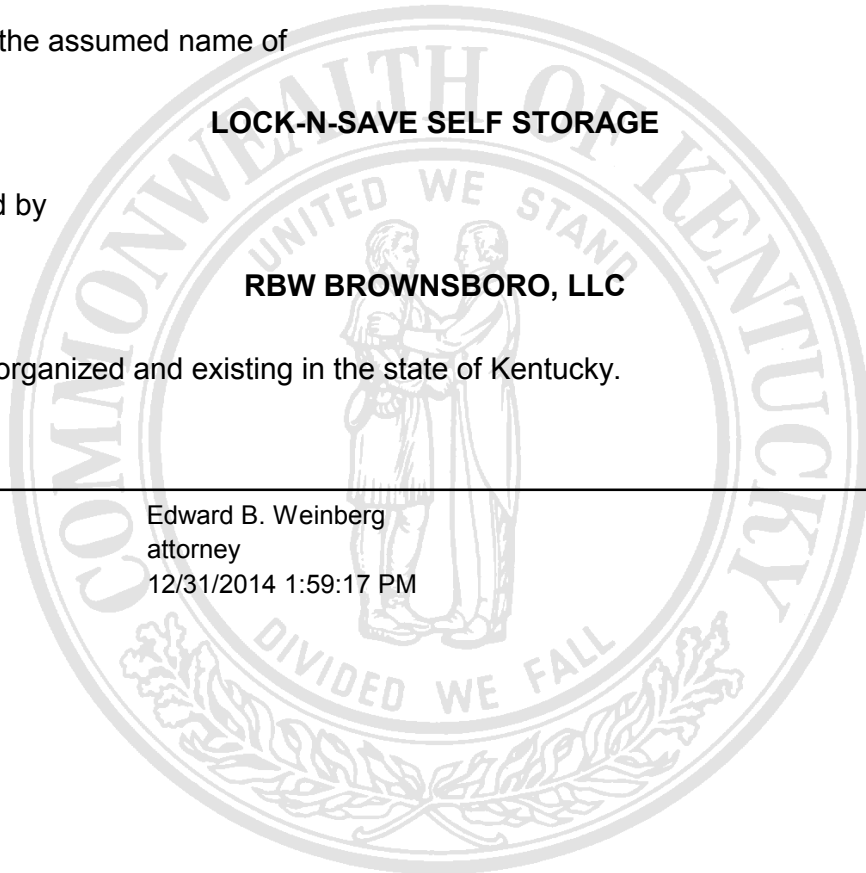 the assumed name of
LOCK-N-SAVE SELF STORAGE
d by
RBW BROWNSBORO, LLC
organized and existing in the state of Kentucky.
Edward B. Weinberg
attorney
12/31/2014 1:59:17 PM
COMMONWEALTH OF KENTUCKY
UNITED WE STAND
DIVIDED WE FALL